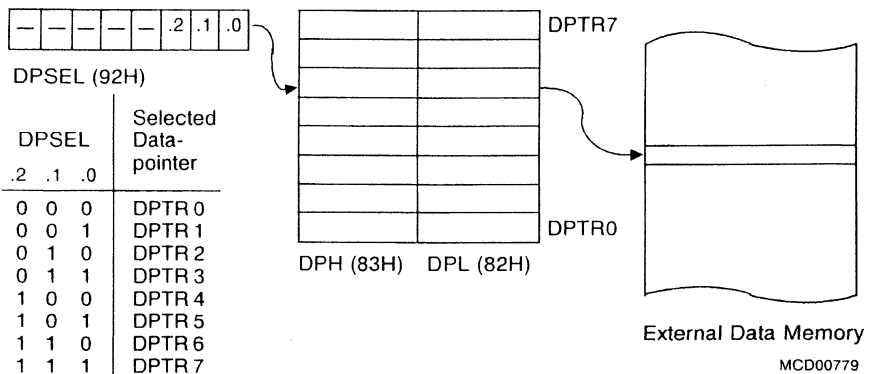 – – – – – .2 .1 .0
DPSEL (92H)
DPSEL
Selected
Data-
pointer
.2 .1 .0
0 0 0 DPTR 0
0 0 1 DPTR 1
0 1 0 DPTR 2
0 1 1 DPTR 3
1 0 0 DPTR 4
1 0 1 DPTR 5
1 1 0 DPTR 6
1 1 1 DPTR 7
DPTR7
DPTR0
DPH (83H) DPL (82H)
External Data Memory
MCD00779